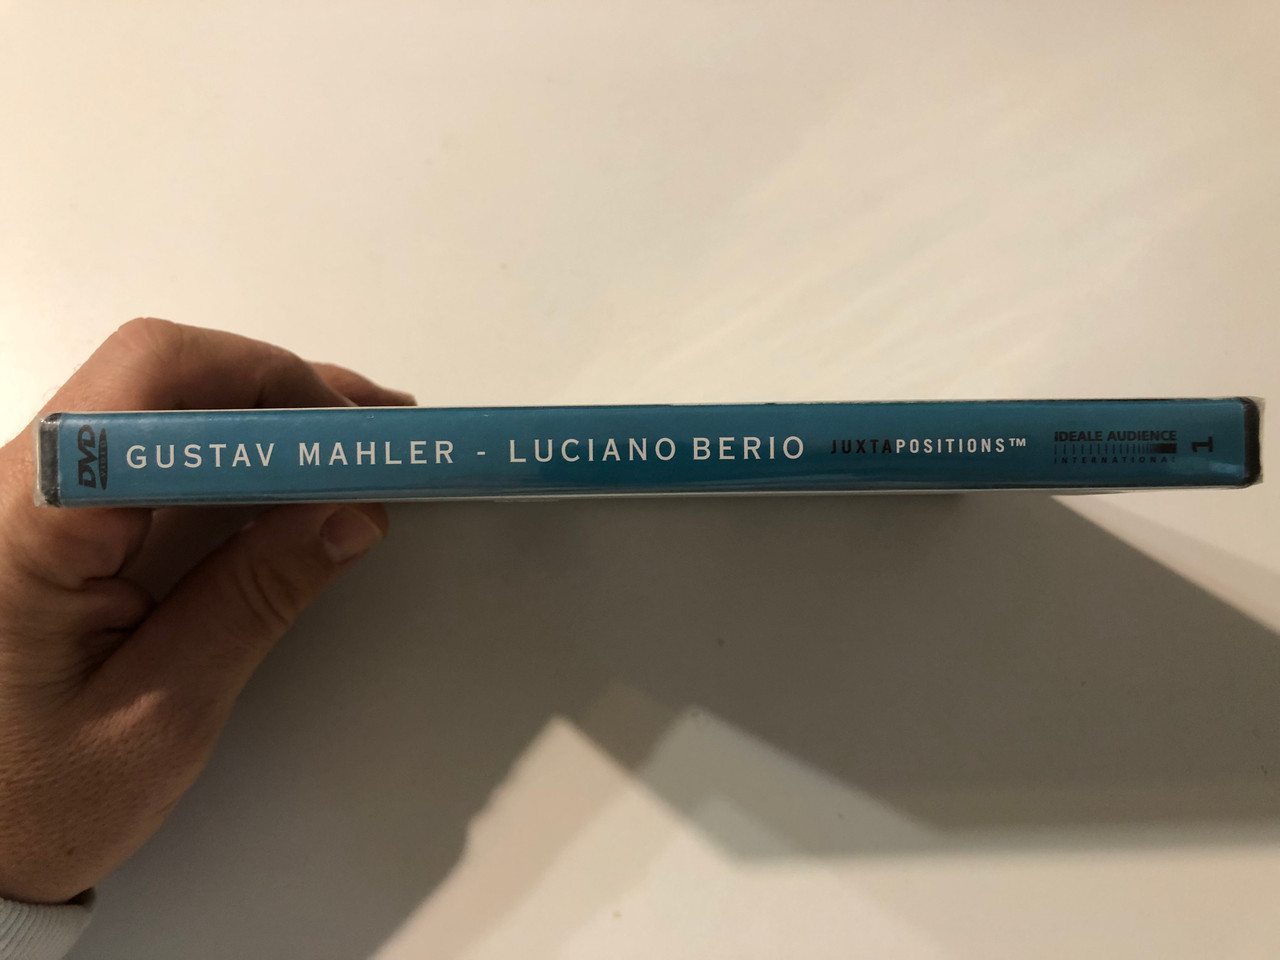 DVD
GUSTAV MAHLER - LUCIANO BERIO
JUXTAPOSITIONS™
IDEALE AUDIENCE
INTERNATIONAL
1